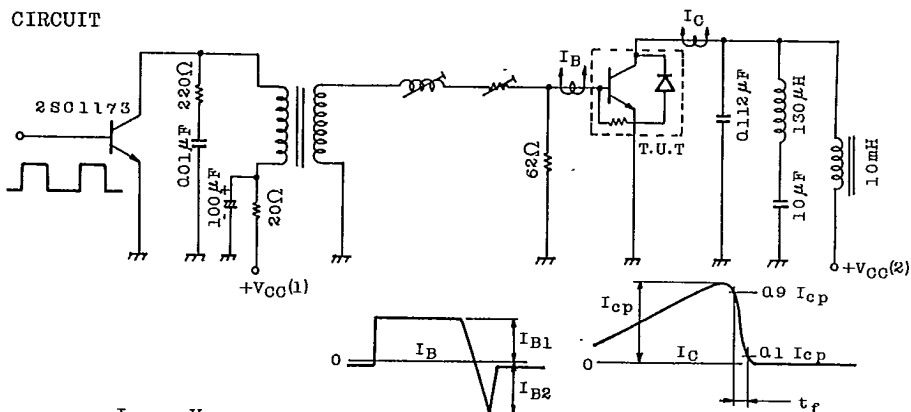 CIRCUIT
2SC1173
220Ω
0.01μF
100μF
+
-
20Ω
+VCC(1)
62Ω
IB
IC
T.U.T
0.112μF
130μH
10μF
10mH
+VCC(2)
0
IB
IB1
IB2
Icp
0.9 Icp
0
IC
0.1 Icp
tf